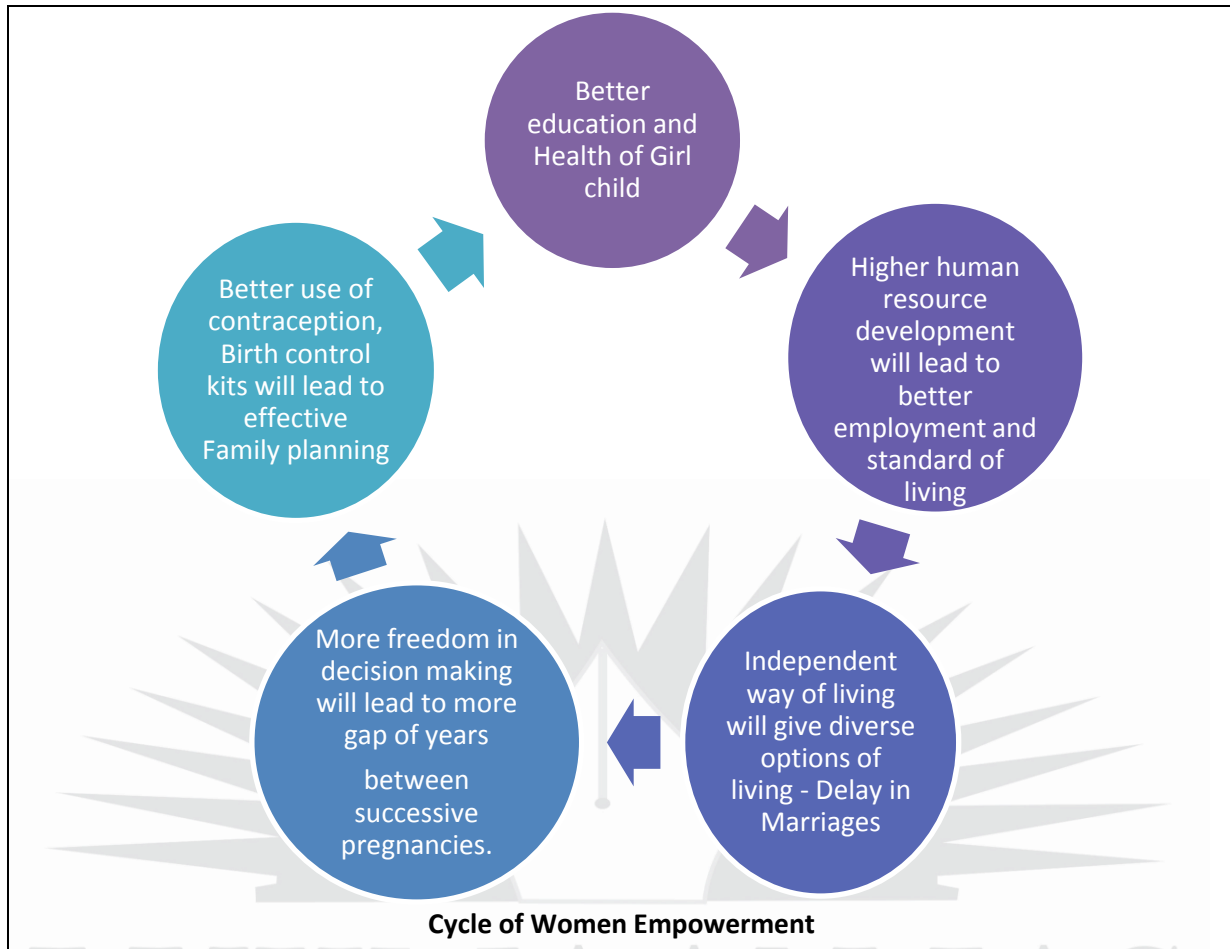 Better
education and
Health of Girl
child
Higher human
resource
development
will lead to
better
employment and
standard of
living
Independent
way of living
will give diverse
options of
living - Delay in
Marriages
More freedom in
decision making
will lead to more
gap of years
between
successive
pregnancies.
Better use of
contraception,
Birth control
kits will lead to
effective
Family planning
Cycle of Women Empowerment